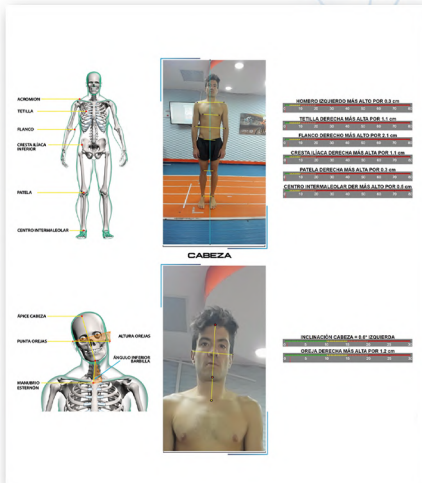 ACROMION
TETILLA
FLANCO
CRESTA ILÍACA
INFERIOR
PATELA
CENTRO INTERMALEOLAR
HOMBRO IZQUIERDO MÁS ALTO POR 0.3 cm
TETILLA DERECHA MÁS ALTA POR 1.1 cm
FLANCO DERECHO MÁS ALTO POR 2.1 cm
CRESTA ILÍACA DERECHA MÁS ALTA POR 1.1 cm
PATELA DERECHA MÁS ALTA POR 0.3 cm
CENTRO INTERMALEOLAR DER MÁS ALTO POR 0.5 cm
CABEZA
ÁPICE CABEZA
PUNTA OREJAS
MANUBRIO
ESTERNÓN
ALTURA OREJAS
ÁNGULO INFERIOR
BARBILLA
INCLINACIÓN CABEZA = 0.6° IZQUIERDA
OREJA DERECHA MÁS ALTA POR 1.2 cm